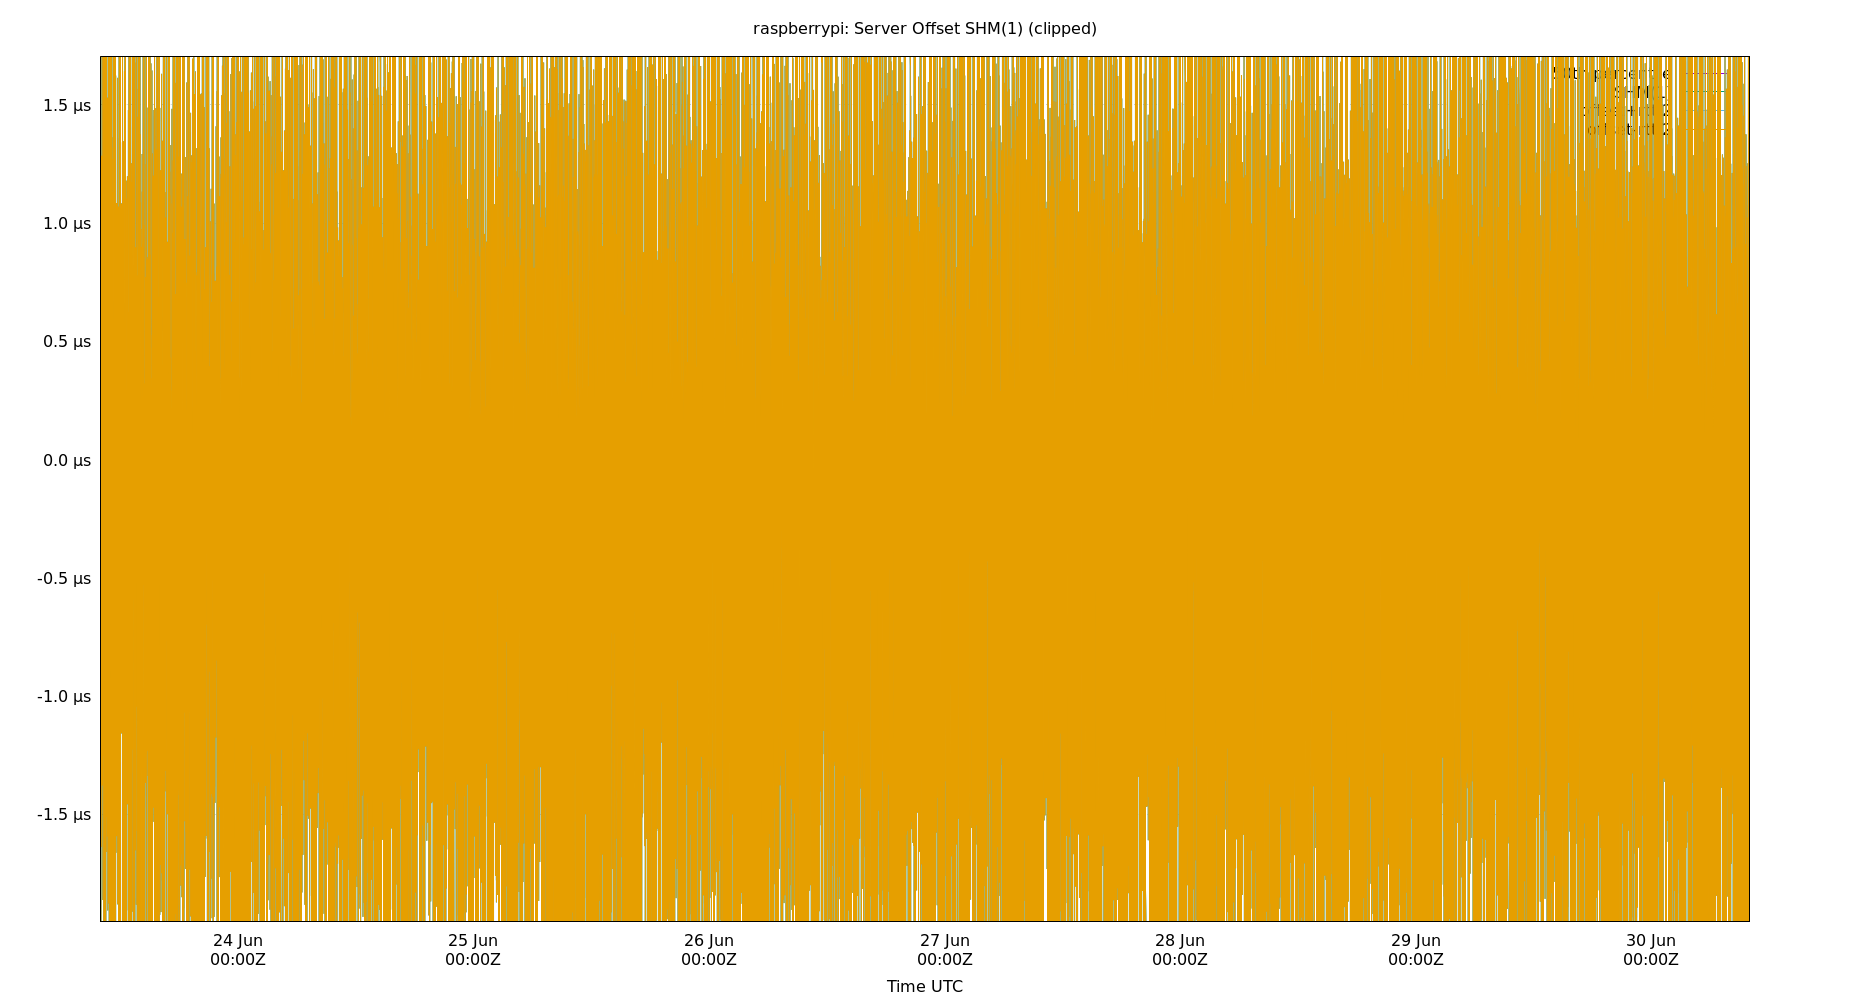 raspberrypi: Server Offset SHM(1) (clipped)
1.5 µs
1.0 µs
0.5 µs
0.0 µs
-0.5 µs
-1.0 µs
-1.5 µs
24 Jun 25 Jun 26 Jun 27 Jun 28 Jun 29 Jun 30 Jun
00:00Z 00:00Z 00:00Z 00:00Z 00:00Z 00:00Z 00:00Z
Time UTC